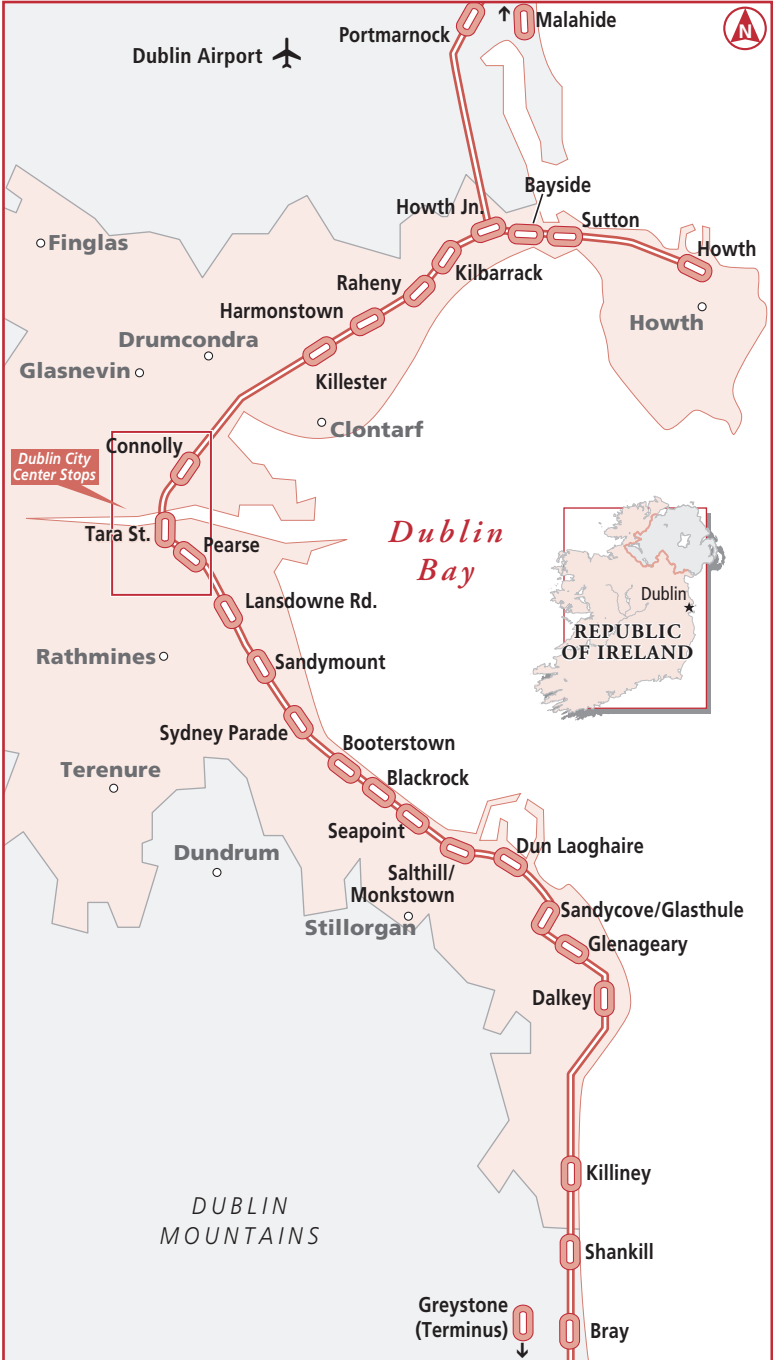 Portmarnock
Malahide
N
Dublin Airport
Bayside
Howth Jn.
Sutton
Finglas
Howth
Kilbarrack
Raheny
Harmonstown
Howth
Drumcondra
Glasnevin
Killester
Clontarf
Connolly
Dublin City
Center Stops
Tara St.
Pearse
Dublin
Bay
Lansdowne Rd.
Dublin
REPUBLIC
OF IRELAND
Rathmines
Sandymount
Sydney Parade
Booterstown
Terenure
Blackrock
Seapoint
Dun Laoghaire
Dundrum
Salthill/
Monkstown
Sandycove/Glasthule
Stillorgan
Glenageary
Dalkey
Killiney
DUBLIN
MOUNTAINS
Shankill
Greystone
(Terminus)
Bray